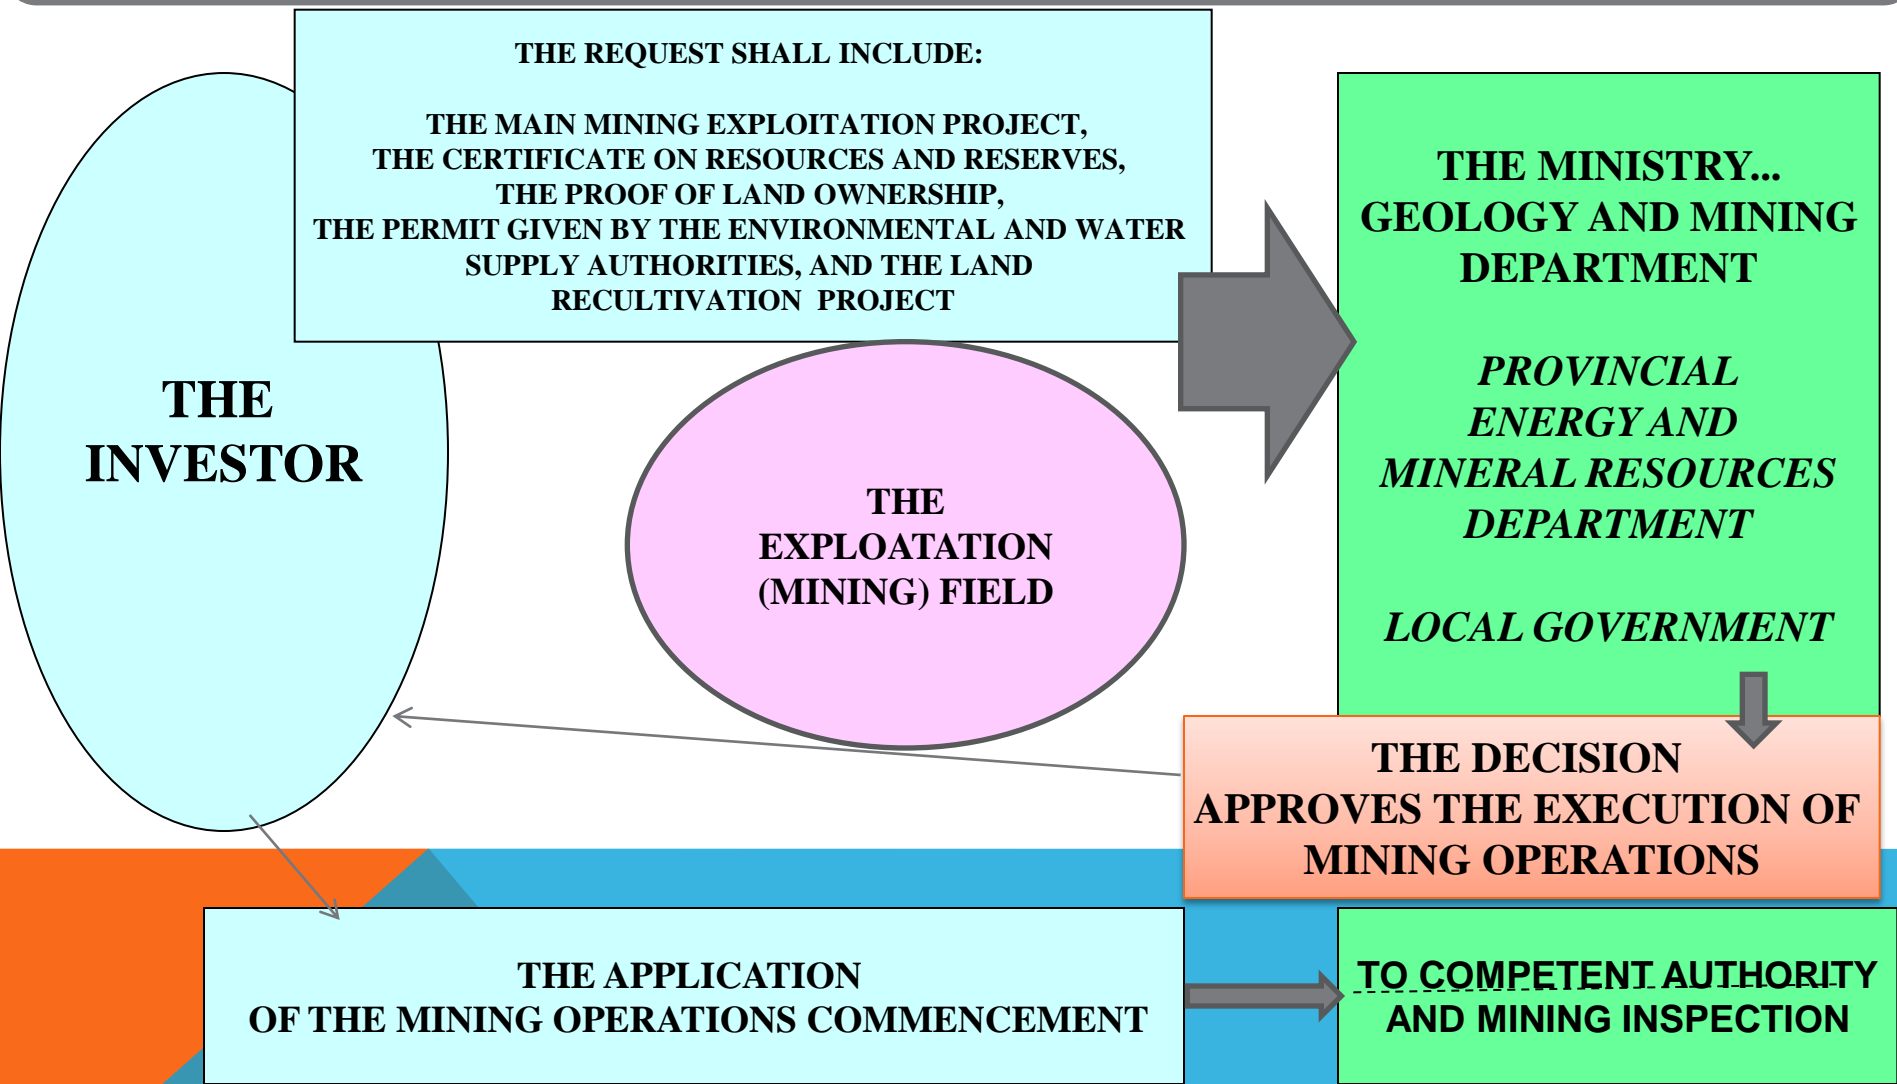 THE REQUEST SHALL INCLUDE:
THE MAIN MINING EXPLOITATION PROJECT,
THE CERTIFICATE ON RESOURCES AND RESERVES,
THE PROOF OF LAND OWNERSHIP,
THE PERMIT GIVEN BY THE ENVIRONMENTAL AND WATER
SUPPLY AUTHORITIES, AND THE LAND
RECULTIVATION PROJECT
THE
INVESTOR
THE
EXPLOATATION
(MINING) FIELD
THE MINISTRY...
GEOLOGY AND MINING
DEPARTMENT
PROVINCIAL
ENERGY AND
MINERAL RESOURCES
DEPARTMENT
LOCAL GOVERNMENT
THE DECISION
APPROVES THE EXECUTION OF
MINING OPERATIONS
THE APPLICATION
OF THE MINING OPERATIONS COMMENCEMENT
TO COMPETENT AUTHORITY
AND MINING INSPECTION